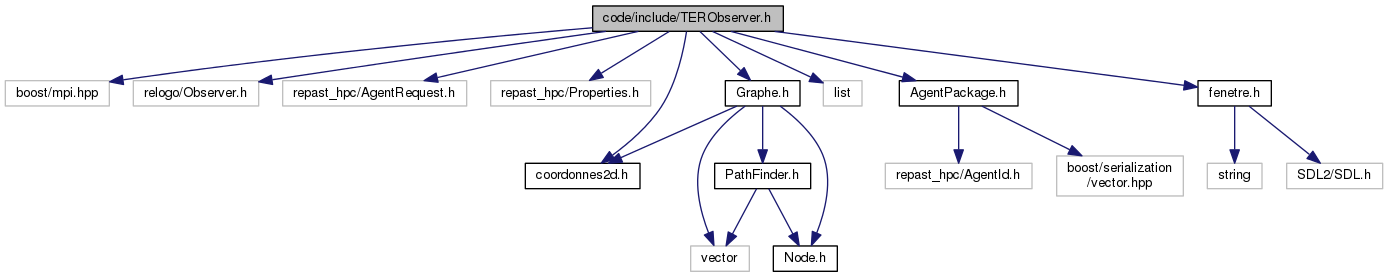 code/include/TERObserver.h
boost/mpi.hpp
relogo/Observer.h
repast_hpc/AgentRequest.h
repast_hpc/Properties.h
Graphe.h
list
AgentPackage.h
fenetre.h
coordonnes2d.h
PathFinder.h
repast_hpc/AgentId.h
boost/serialization
/vector.hpp
string
SDL2/SDL.h
vector
Node.h